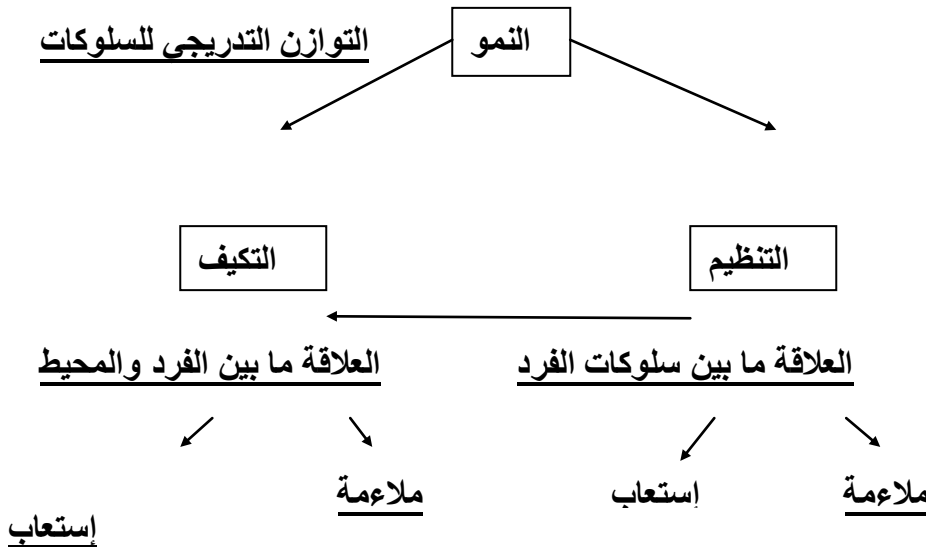 النمو
التوازن التدريجي للسلوكات
التنظيم
التكيف
العلاقة ما بين سلوكات الفرد
العلاقة ما بين الفرد والمحيط
ملاءمة
إستعاب
ملاءمة
إستعاب